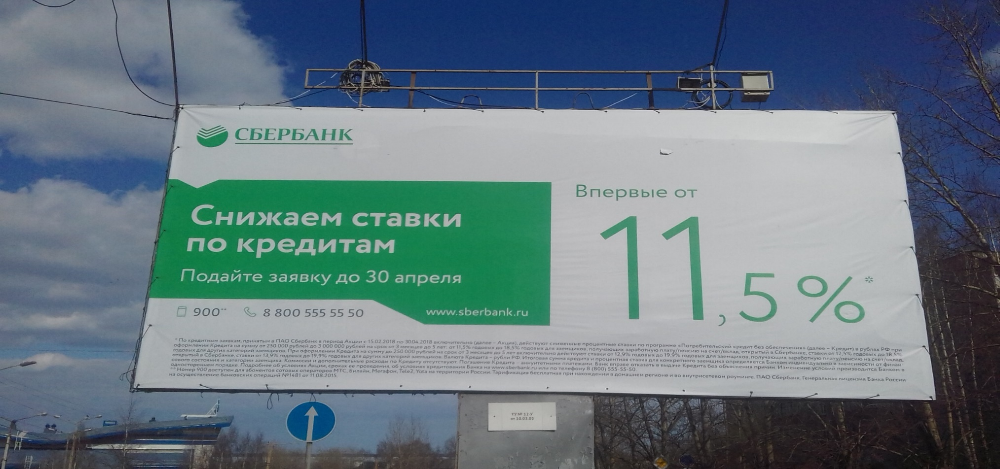 СБЕРБАНК
Снижаем ставки
по кредитам
Подайте заявку до 30 апреля
900**
8 800 555 55 50
www.sberbank.ru
Впервые от
11,5%*
* По кредитным заявкам, принятым в ПАО Сбербанк в период Акции с 15.02.2018 по 30.04.2018 включительно (далее – Акция), действуют сниженные процентные ставки по программе «Потребительский кредит без обеспечения» (далее – Кредит) в рублях РФ при
оформлении Кредита на сумму от 250 000 рублей до 3 000 000 рублей на срок от 3 месяцев до 5 лет: от 11,5% годовых до 18,5% годовых для заемщиков, получающих заработную плату/пенсию на счет/вклад, открытый в Сбербанке, ставки от 12,5% годовых до 18.5%
годовых для других категорий заемщиков. При оформлении Кредита на сумму до 250 000 рублей на срок от 3 месяцев до 5 лет включительно действуют ставки от 12,9% годовых до 19,9% годовых для заемщиков, получающих заработную плату/пенсию на счет/вклад,
открытый в Сбербанке, ставки от 13,9% годовых до 19,9% годовых для других категорий заемщиков. Валюта Кредита – рубли РФ. Итоговая сумма кредита и процентная ставка для конкретного заемщика определяется Банком индивидуально в зависимости от финан-
сового состояния и категории заемщика. Комиссии и дополнительные расходы по Кредиту отсутствуют. Погашение Кредита – аннуитетными платежами. Банк вправе отказать в выдаче Кредита без объяснения причин. Изменение условий производится Банком в
одностороннем порядке. Подробнее об условиях Акции, сроках ее проведения, об условиях кредитования Банка на www.sberbank.ru или по телефону 8 (800) 555-55-50.
** Номер 900 доступен для абонентов сотовых операторов МТС, Билайн, Мегафон, Tele2, Yota на территории России. Тарификация бесплатная при нахождении в домашнем регионе и во внутрисетевом роуминге. ПАО Сбербанк. Генеральная лицензия Банка России
на осуществление банковских операций №1481 от 11.08.2015.
ТУ № 12-У
от 10.03.05